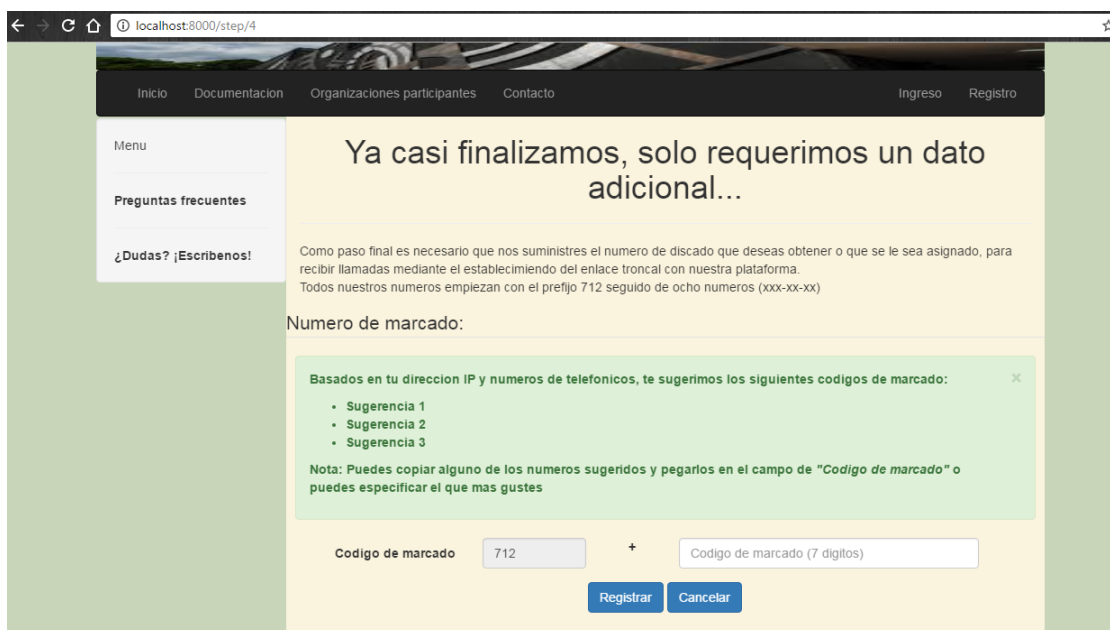 localhost:8000/step/4
Inicio Documentacion Organizaciones participantes Contacto Ingreso Registro
Menu
Preguntas frecuentes
¿Dudas? ¡Escribenos!
Ya casi finalizamos, solo requerimos un dato
adicional...
Como paso final es necesario que nos suministres el numero de discado que deseas obtener o que se le sea asignado, para
recibir llamadas mediante el establecimiendo del enlace troncal con nuestra plataforma.
Todos nuestros numeros empiezan con el prefijo 712 seguido de ocho numeros (xxx-xx-xx)
Numero de marcado:
Basados en tu direccion IP y numeros de telefonicos, te sugerimos los siguientes codigos de marcado: ×
• Sugerencia 1
• Sugerencia 2
• Sugerencia 3
Nota: Puedes copiar alguno de los numeros sugeridos y pegarlos en el campo de "Codigo de marcado" o
puedes especificar el que mas gustes
Codigo de marcado 712 + Codigo de marcado (7 digitos)
Registrar Cancelar